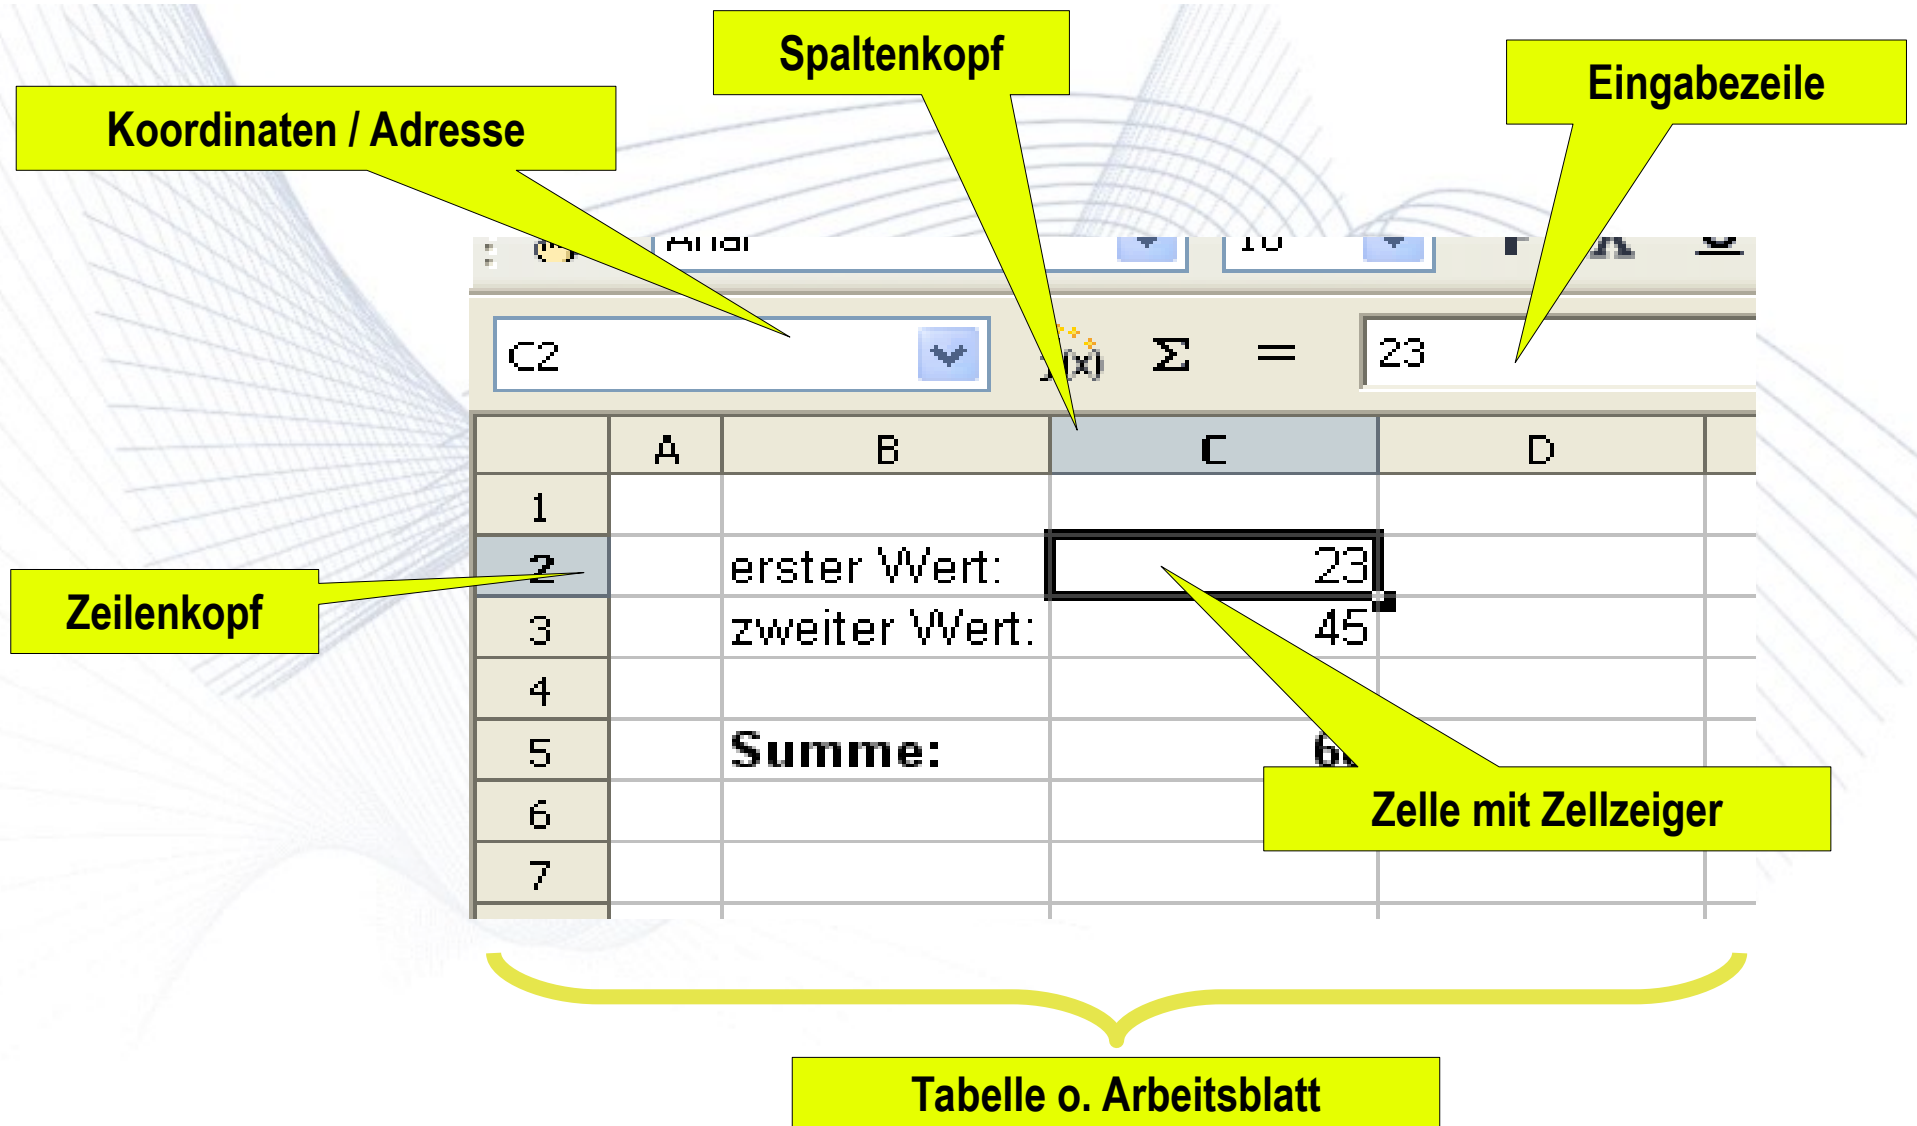 Spaltenkopf
Eingabezeile
Koordinaten / Adresse
C2 Σ = 23
A B C D
1
2 erster Wert: 23
Zeilenkopf
3 zweiter Wert: 45
4
5 Summe:
6
Zelle mit Zellzeiger
7
Tabelle o. Arbeitsblatt